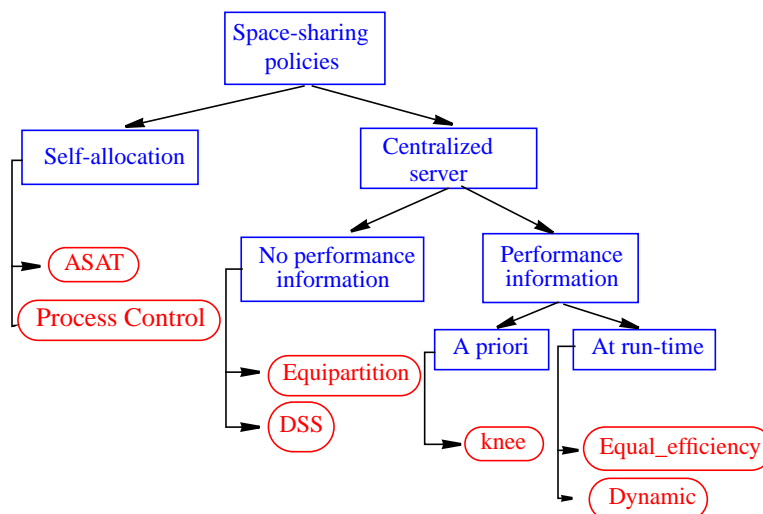 Space-sharing
policies
Self-allocation
Centralized
server
ASAT
Process Control
No performance
information
Performance
information
Equipartition
DSS
A priori
At run-time
knee
Equal_efficiency
Dynamic